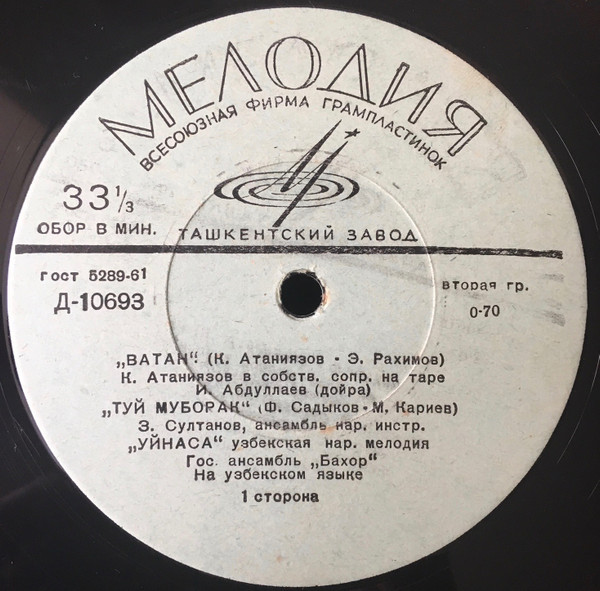 МЕЛОДИЯ
ВСЕСОЮЗНАЯ ФИРМА ГРАМПЛАСТИНОК
33 1/3
ОБОР В МИН.
ТАШКЕНТСКИЙ ЗАВОД
гост 5289-61
Д-10693
вторая гр.
0-70
„ВАТАН“ (К. Атаниязов - Э. Рахимов)
К. Атаниязов в собств. сопр. на таре
И. Абдуллаев (дойра)
„ТУЙ МУБОРАК“ (Ф. Садыков - М. Кариев)
З. Султанов, ансамбль нар. инстр.
„УЙНАСА“ узбекская нар. мелодия
Гос. ансамбль „Бахор“
На узбекском языке
1 сторона